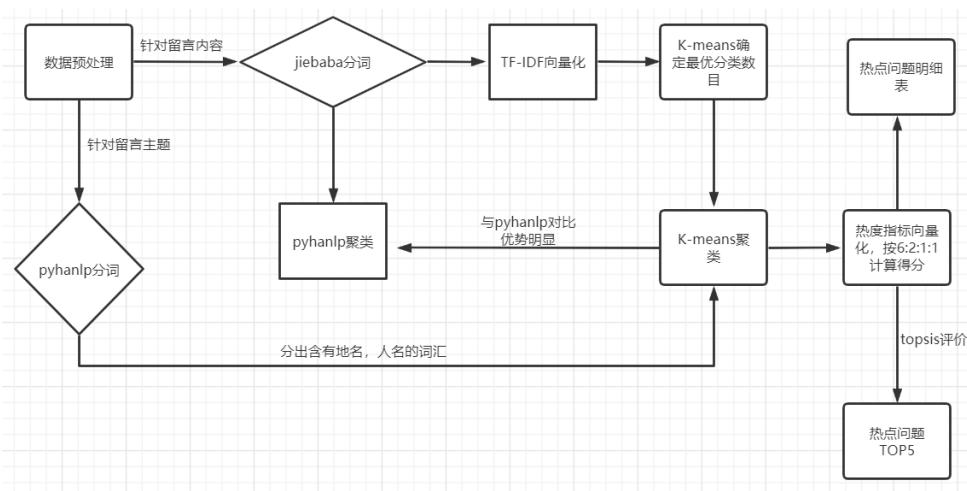 数据预处理
针对留言内容
jiebaba分词
TF-IDF向量化
K-means确
定最优分类数
目
热点问题明细
表
针对留言主题
pyhanlp分词
pyhanlp聚类
与pyhanlp对比
优势明显
K-means聚
类
热度指标向量
化，按6:2:1:1
计算得分
分出含有地名，人名的词汇
topsis评价
热点问题
TOP5